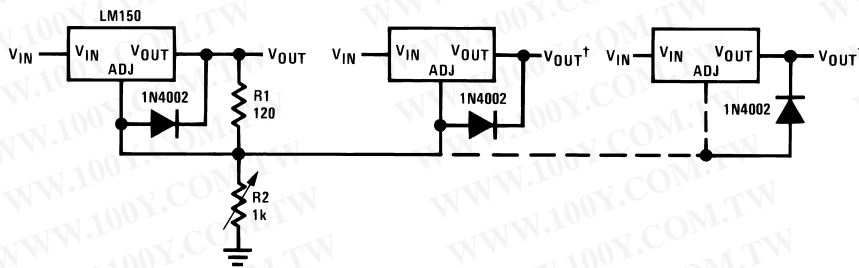 LM150
VIN VIN VOUT VOUT
ADJ
1N4002
R1
120
R2
1k
VIN VIN VOUT VOUT†
ADJ
1N4002
VIN VIN VOUT VOUT
ADJ
1N4002
WWW.100Y.COM.TW